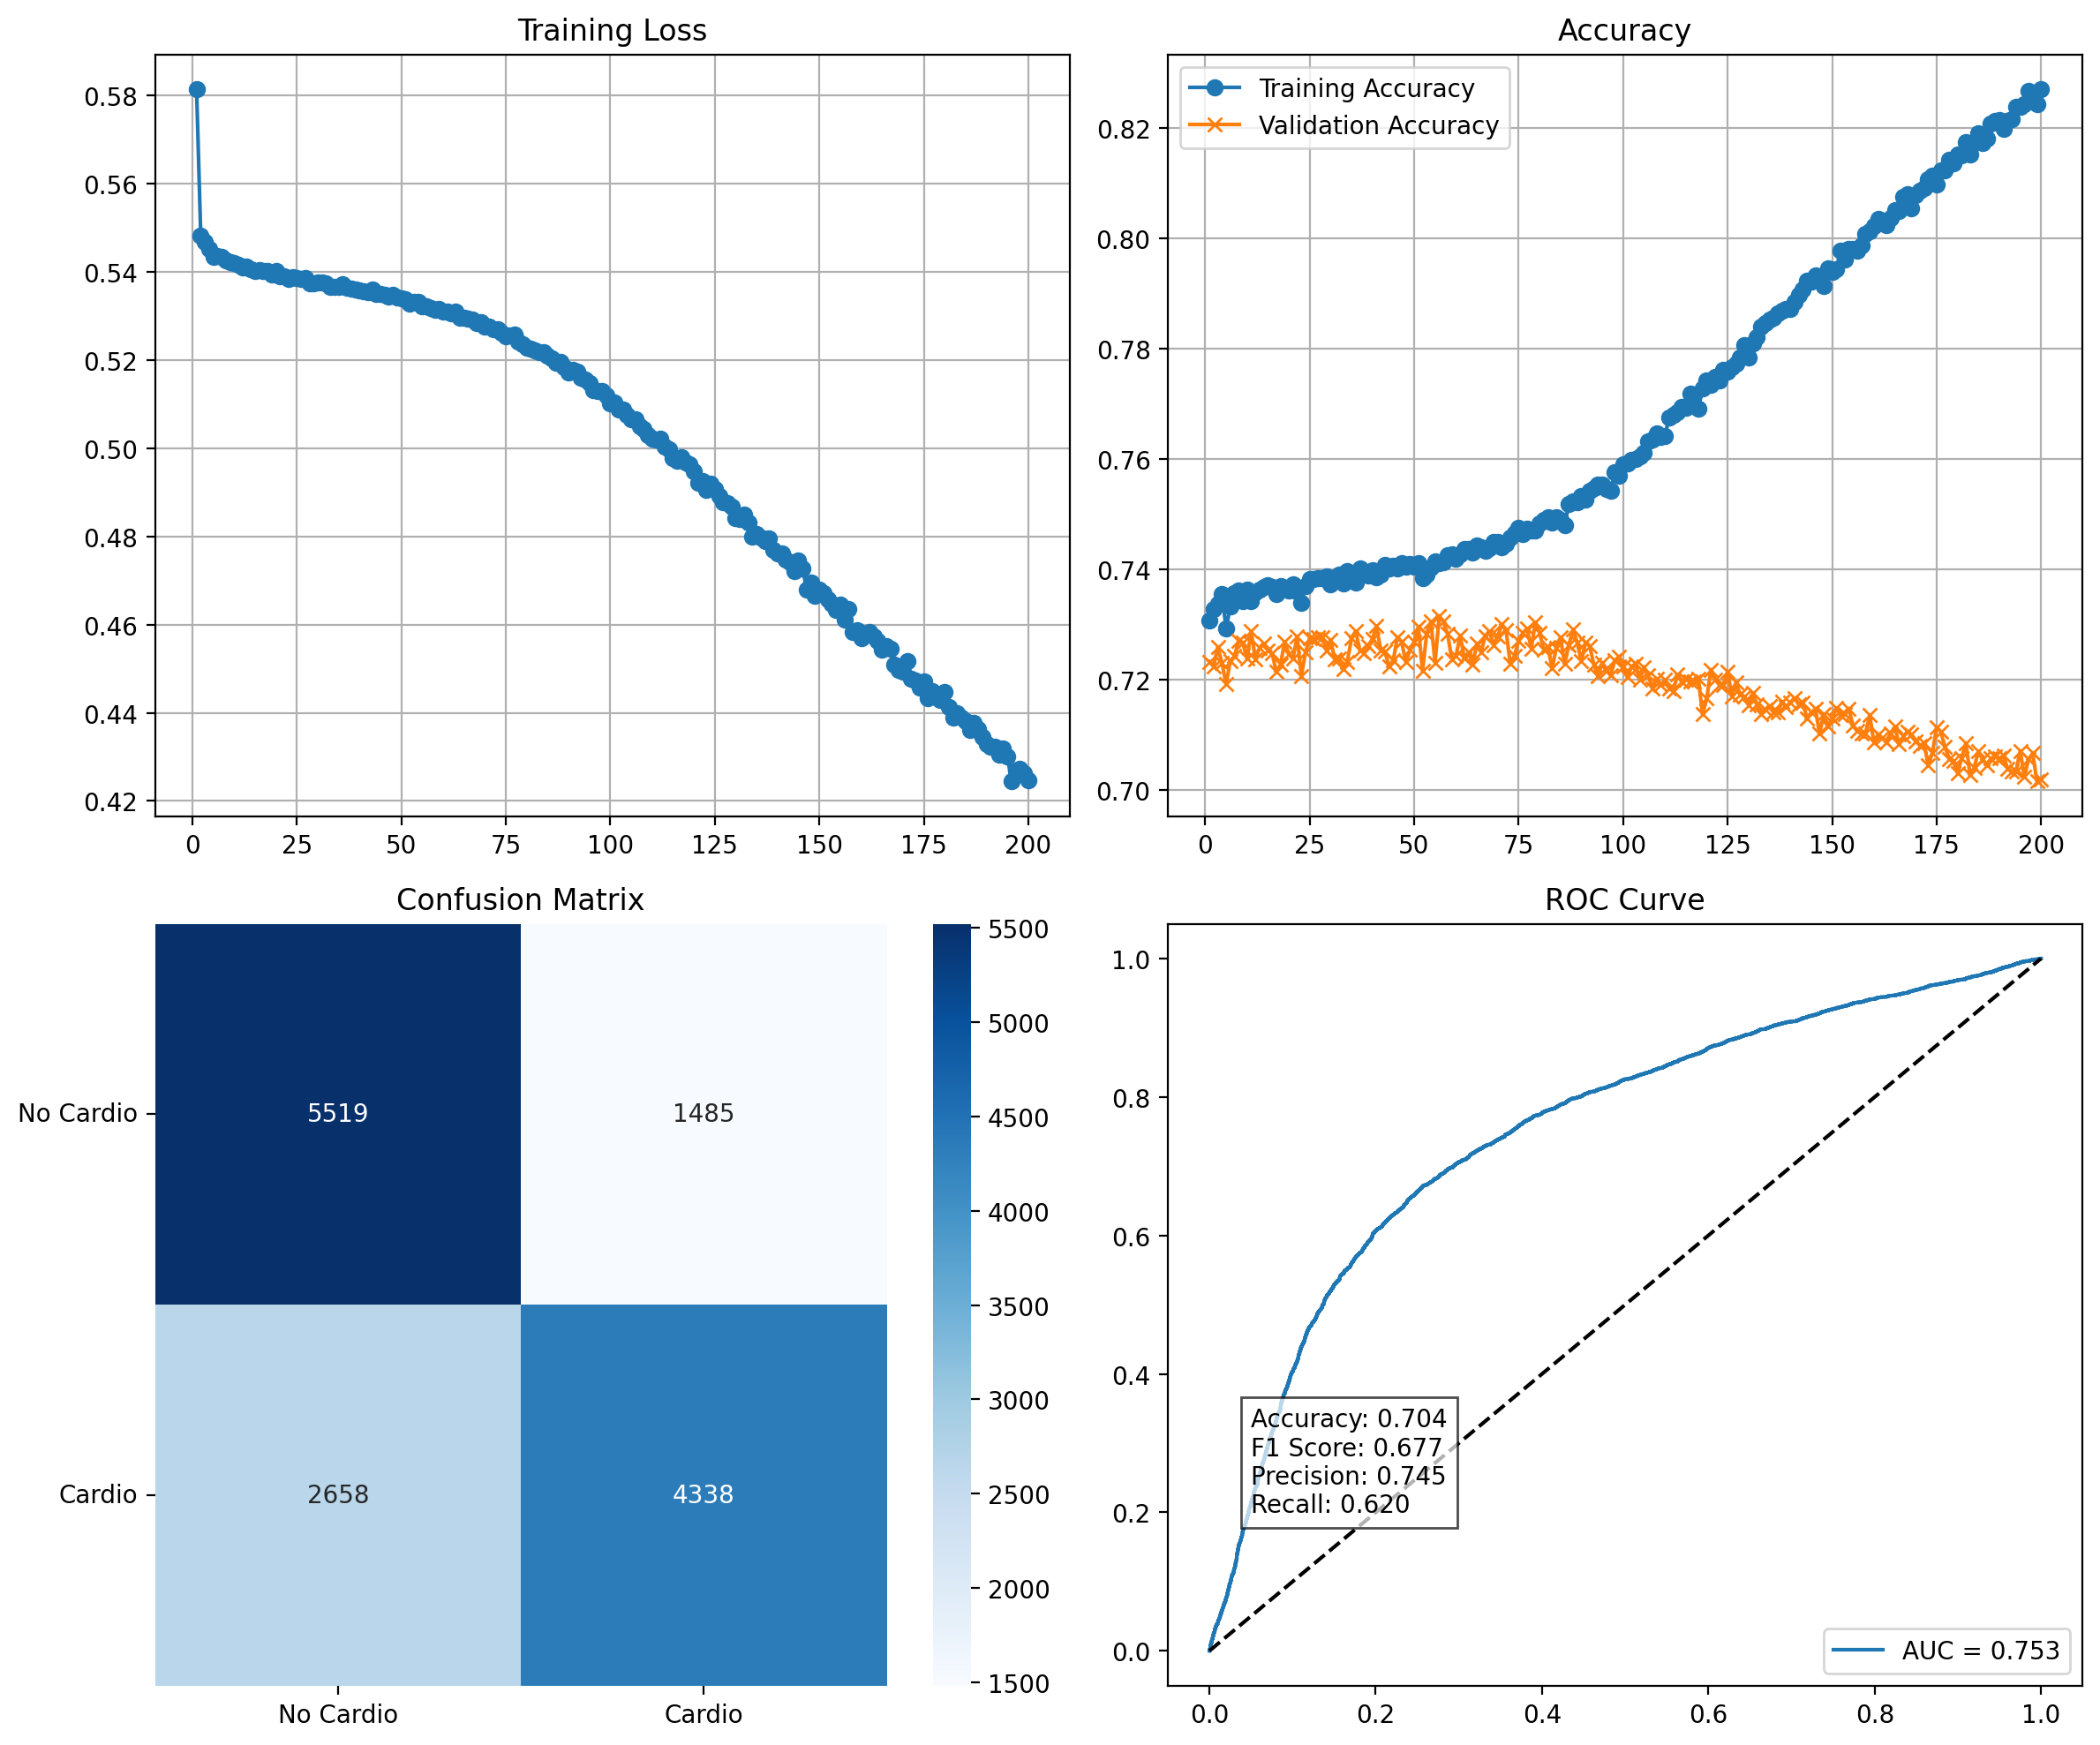 Training Loss
0.58
0.56
0.54
0.52
0.50
0.48
0.46
0.44
0.42
0 25 50 75 100 125 150 175 200
Accuracy
Training Accuracy
Validation Accuracy
0.82
0.80
0.78
0.76
0.74
0.72
0.70
0 25 50 75 100 125 150 175 200
Confusion Matrix
No Cardio
Cardio
5519 1485
2658 4338
No Cardio Cardio
5500
5000
4500
4000
3500
3000
2500
2000
1500
ROC Curve
1.0
0.8
0.6
0.4
0.2
0.0
Accuracy: 0.704
F1 Score: 0.677
Precision: 0.745
Recall: 0.620
AUC = 0.753
0.0 0.2 0.4 0.6 0.8 1.0